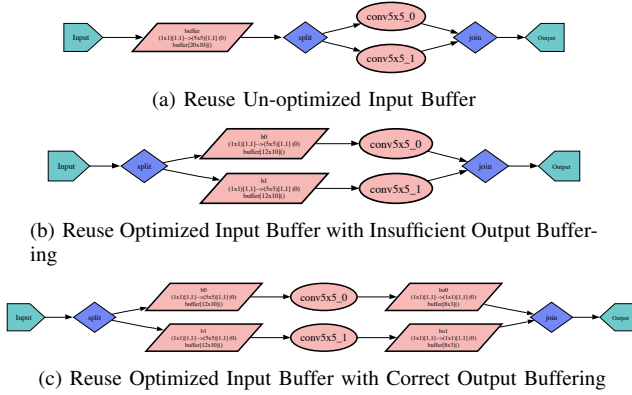 Input
buffer
(1x1)[1,1]-->(5x5)[1,1] (0)
buffer[20x10]()
split
conv5x5_0
conv5x5_1
join
Output
(a) Reuse Un-optimized Input Buffer
Input
split
b0
(1x1)[1,1]-->(5x5)[1,1] (0)
buffer[12x10]()
b1
(1x1)[1,1]-->(5x5)[1,1] (0)
buffer[12x10]()
conv5x5_0
conv5x5_1
join
Output
(b) Reuse Optimized Input Buffer with Insufficient Output Buffer-
ing
Input
split
b0
(1x1)[1,1]-->(5x5)[1,1] (0)
buffer[12x10]()
conv5x5_0
bo0
(1x1)[1,1]-->(1x1)[1,1] (0)
buffer[8x3]()
b1
(1x1)[1,1]-->(5x5)[1,1] (0)
buffer[12x10]()
conv5x5_1
bo1
(1x1)[1,1]-->(1x1)[1,1] (0)
buffer[8x3]()
join
Output
(c) Reuse Optimized Input Buffer with Correct Output Buffering